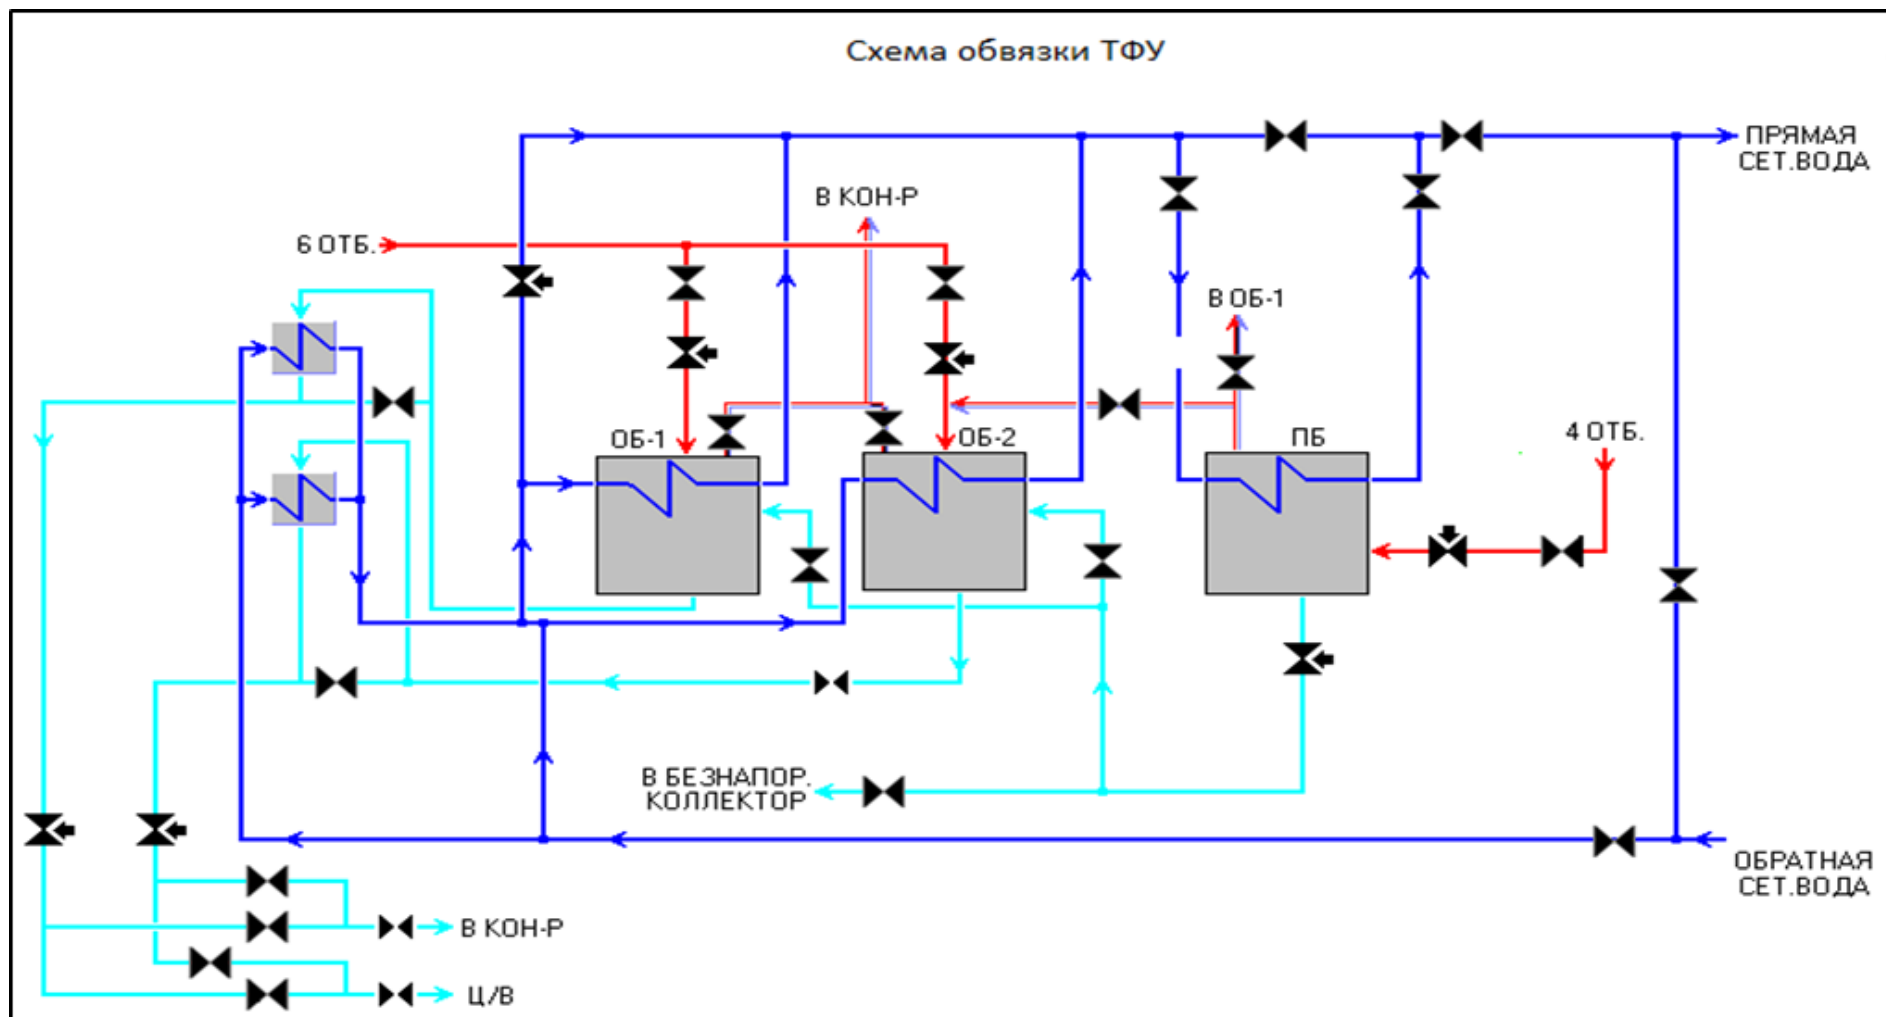 Схема обвязки ТФУ
ПРЯМАЯ
СЕТ.ВОДА
В КОН-Р
6 ОТБ.
В ОБ-1
ОБ-1
ОБ-2
ПБ
4 ОТБ.
В БЕЗНАПОР.
КОЛЛЕКТОР
ОБРАТНАЯ
СЕТ.ВОДА
В КОН-Р
Ц/В